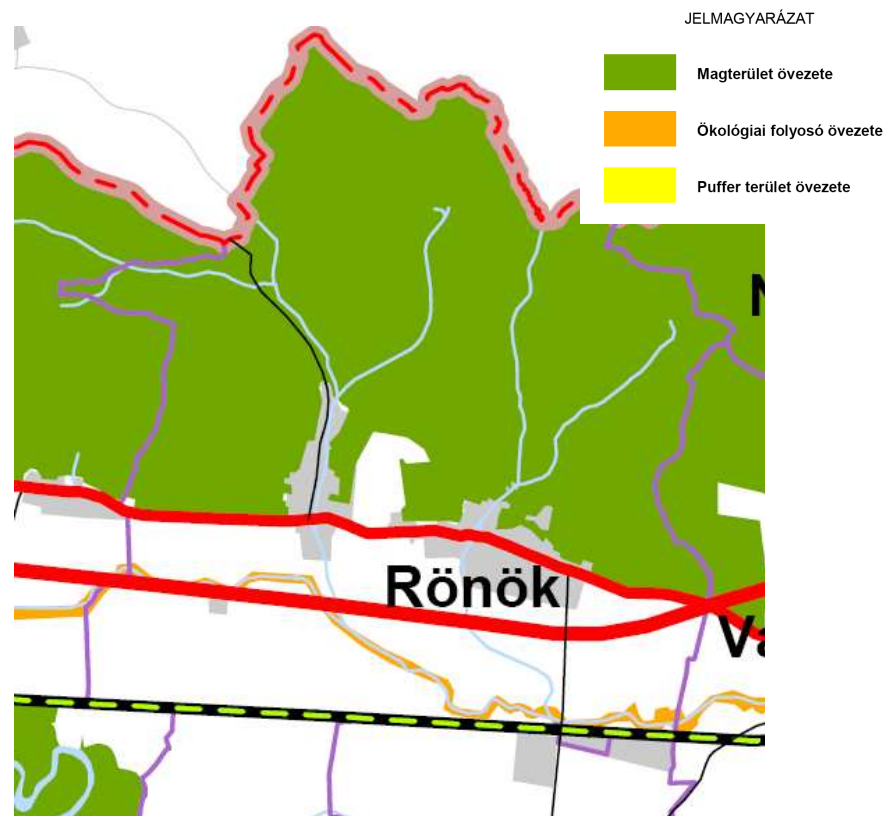 JELMAGYARÁZAT
Magterület övezete
Ökológiai folyosó övezete
Puffer terület övezete
Rönök